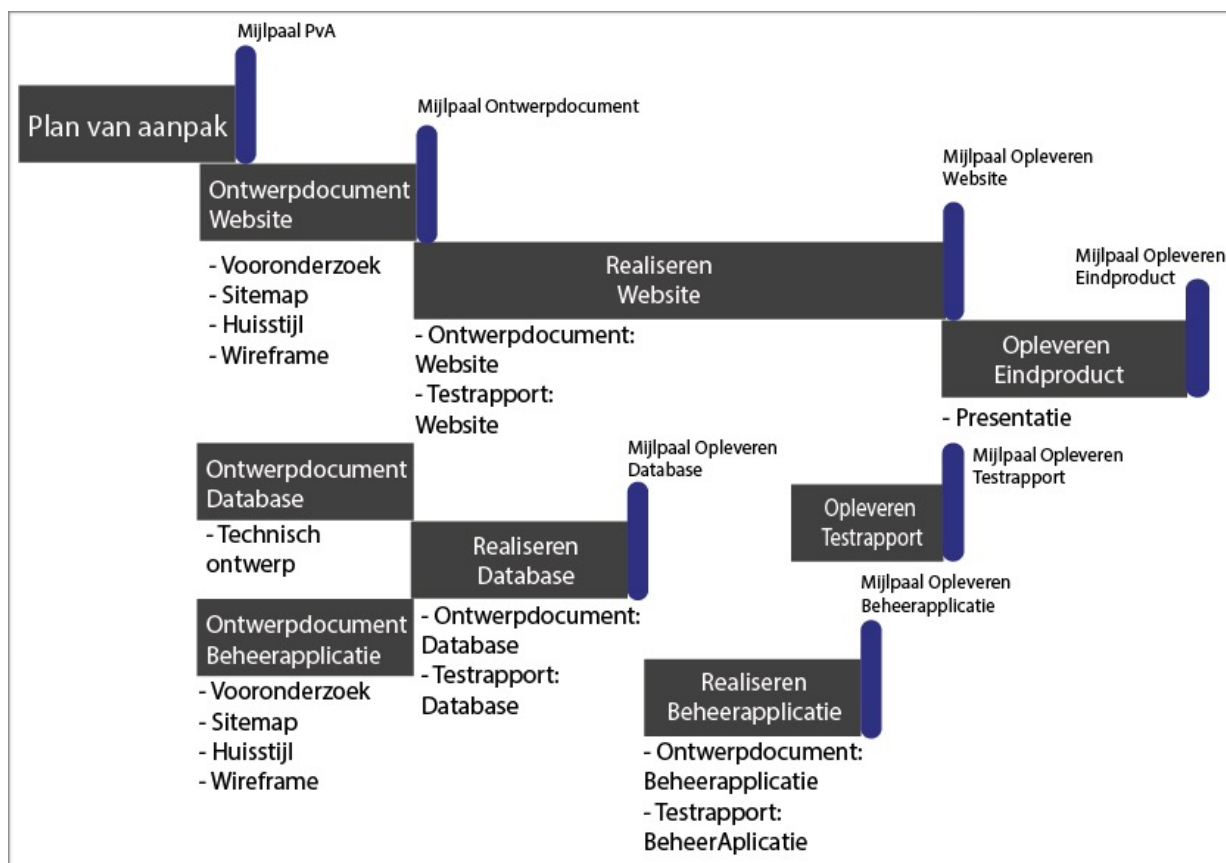 Mijlpaal PvA
Plan van aanpak
Mijlpaal Ontwerpdocument
Ontwerpdocument
Website
- Vooronderzoek
- Sitemap
- Huisstijl
- Wireframe
Mijlpaal Opleveren
Website
Realiseren
Website
- Ontwerpdocument:
Website
- Testrapport:
Website
Mijlpaal Opleveren
Eindproduct
Opleveren
Eindproduct
- Presentatie
Ontwerpdocument
Database
- Technisch
ontwerp
Mijlpaal Opleveren
Database
Realiseren
Database
- Ontwerpdocument:
Database
- Testrapport:
Database
Mijlpaal Opleveren
Testrapport
Opleveren
Testrapport
Ontwerpdocument
Beheerapplicatie
- Vooronderzoek
- Sitemap
- Huisstijl
- Wireframe
Mijlpaal Opleveren
Beheerapplicatie
Realiseren
Beheerapplicatie
- Ontwerpdocument:
Beheerapplicatie
- Testrapport:
BeheerAplicatie